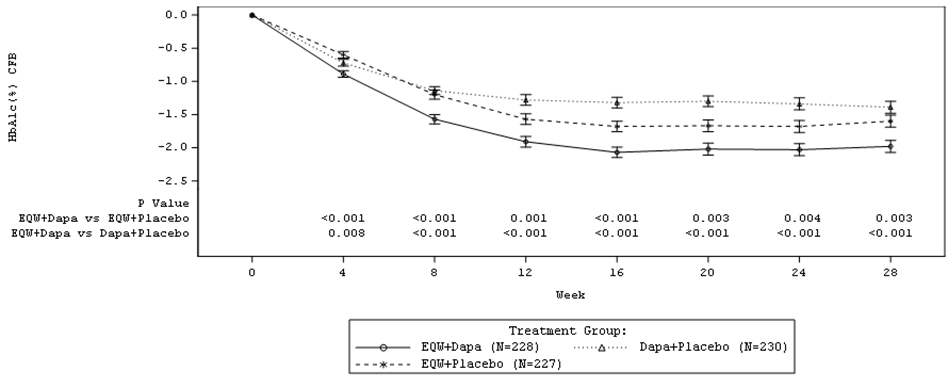 0.0
-0.5
-1.0
-1.5
-2.0
-2.5
HbA1c(%) CFB
P Value
EQW+Dapa vs EQW+Placebo <0.001 <0.001 0.001 <0.001 0.003 0.004 0.003
EQW+Dapa vs Dapa+Placebo 0.008 <0.001 <0.001 <0.001 <0.001 <0.001 <0.001
0 4 8 12 16 20 24 28
Week
Treatment Group:
EQW+Dapa (N=228) Dapa+Placebo (N=230)
EQW+Placebo (N=227)